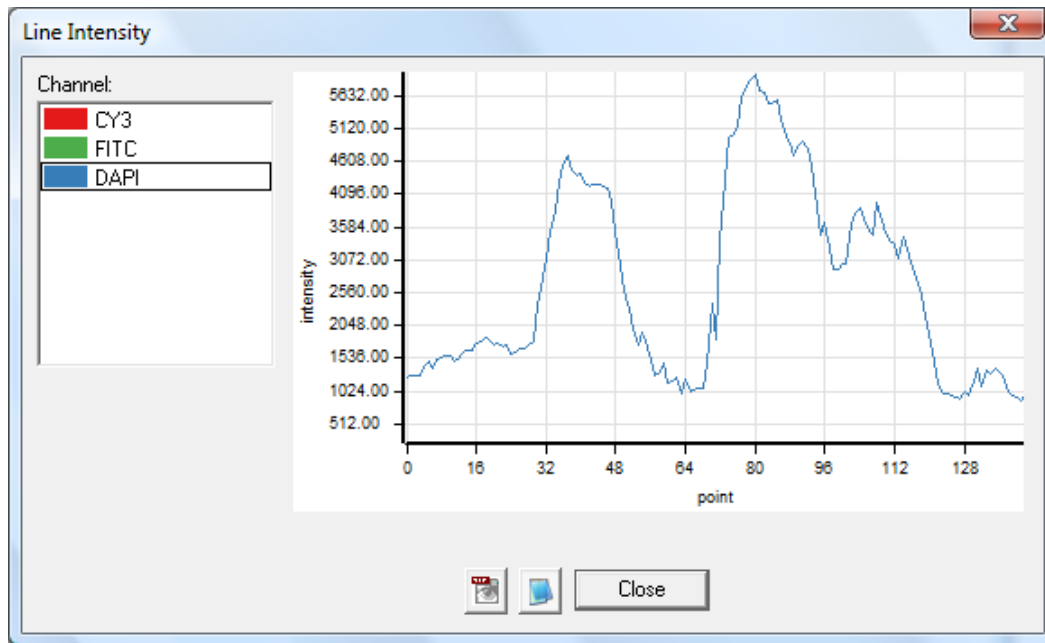 Line Intensity
Channel:
CY3
FITC
DAPI
5632.00
5120.00
4608.00
4096.00
3584.00
3072.00
2560.00
2048.00
1536.00
1024.00
512.00
intensity
0 16 32 48 64 80 96 112 128
point
Close